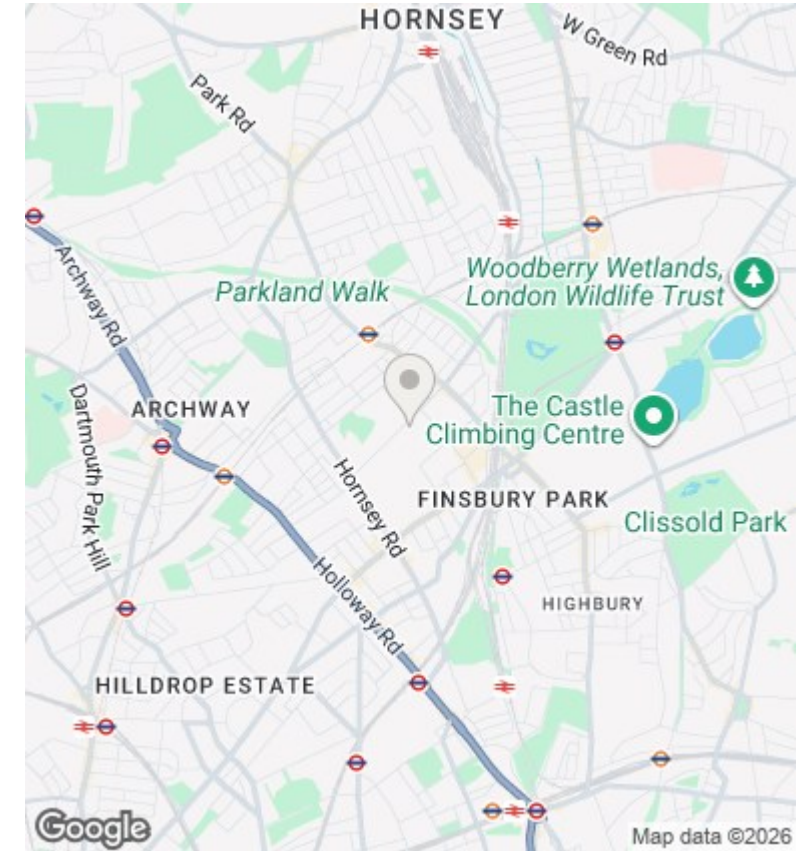 HORNSEY
W Green Rd
Park Rd
Archway Rd
Parkland Walk
Woodberry Wetlands,
London Wildlife Trust
ARCHWAY
The Castle
Climbing Centre
Dartmouth Park Hill
Hornsey Rd
FINSBURY PARK
Clissold Park
Holloway Rd
HIGHBURY
HILLDROP ESTATE
Google
Map data ©2026